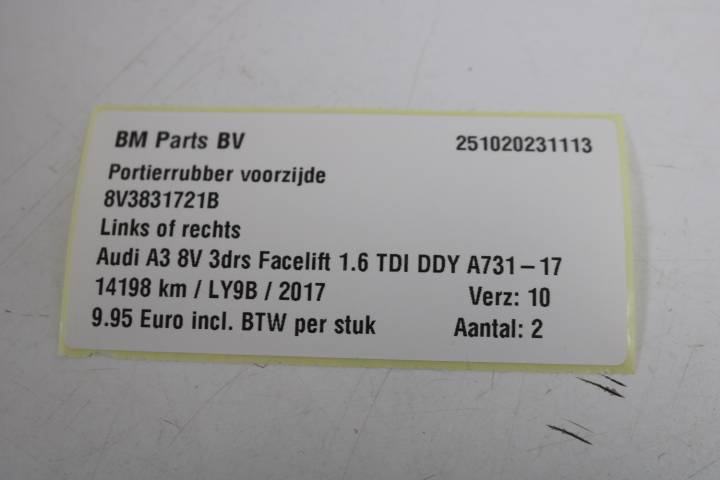 BM Parts BV 251020231113
Portierrubber voorzijde
8V3831721B
Links of rechts
Audi A3 8V 3drs Facelift 1.6 TDI DDY A731-17
14198 km / LY9B / 2017 Verz: 10
9.95 Euro incl. BTW per stuk Aantal: 2